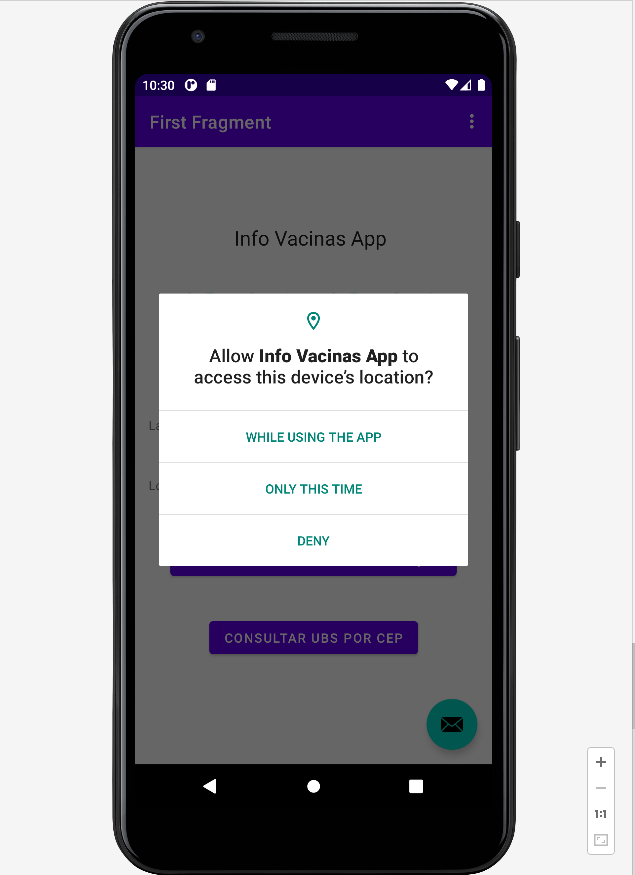 10:30
First Fragment
Info Vacinas App
Allow Info Vacinas App to
access this device's location?
La
WHILE USING THE APP
Lo
ONLY THIS TIME
DENY
CONSULTAR UBS POR CEP
1:1